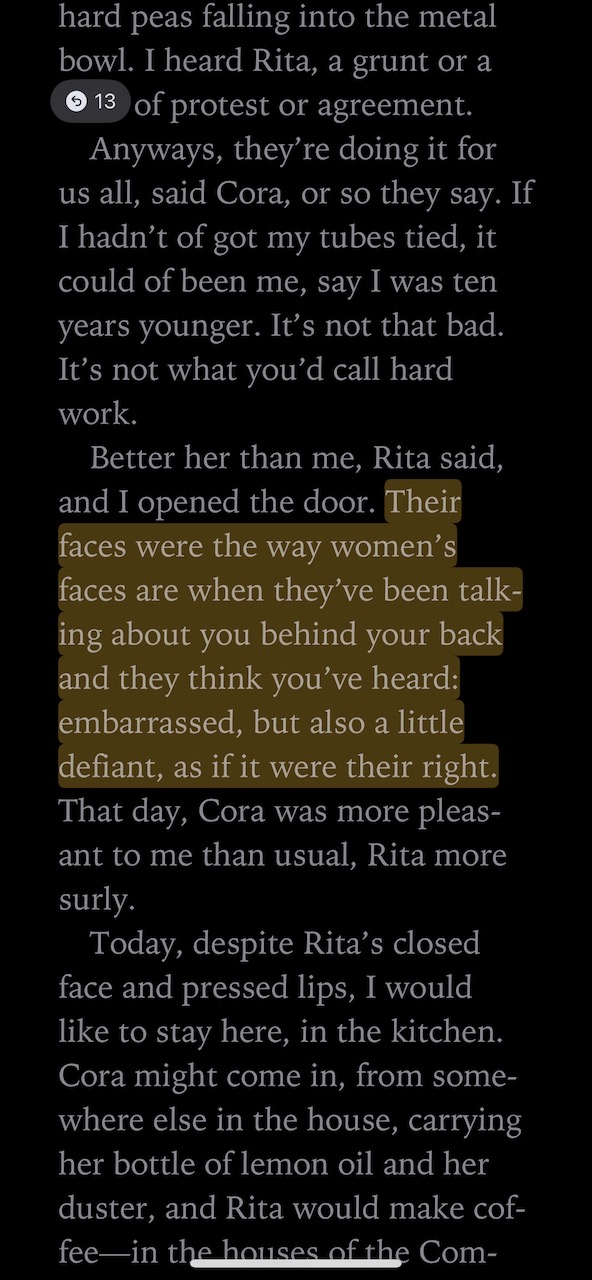 hard peas falling into the metal
bowl. I heard Rita, a grunt or a
13 of protest or agreement.
Anyways, they’re doing it for
us all, said Cora, or so they say. If
I hadn’t of got my tubes tied, it
could of been me, say I was ten
years younger. It’s not that bad.
It’s not what you’d call hard
work.
Better her than me, Rita said,
and I opened the door. Their
faces were the way women’s
faces are when they’ve been talk-
ing about you behind your back
and they think you’ve heard:
embarrassed, but also a little
defiant, as if it were their right.
That day, Cora was more pleas-
ant to me than usual, Rita more
surly.
Today, despite Rita’s closed
face and pressed lips, I would
like to stay here, in the kitchen.
Cora might come in, from some-
where else in the house, carrying
her bottle of lemon oil and her
duster, and Rita would make cof-
fee—in the houses of the Com-